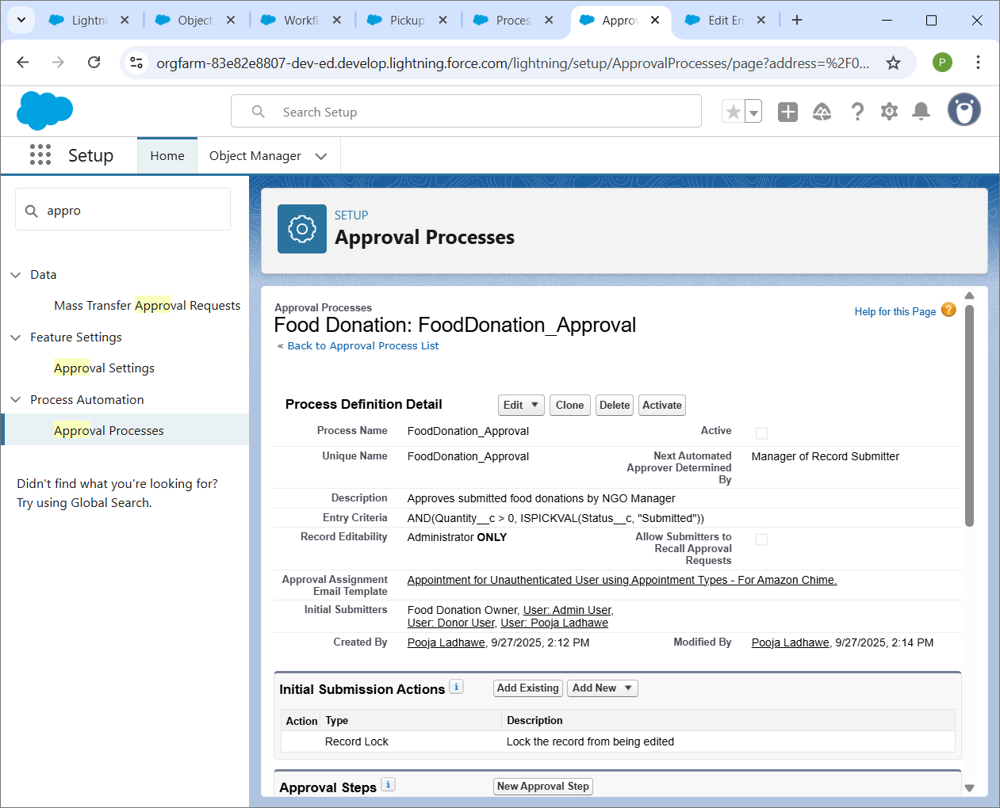 Lightni
Object
Workfl
Pickup
Proces
Appro
Edit En
orgfarm-83e82e8807-dev-ed.develop.lightning.force.com/lightning/setup/ApprovalProcesses/page?address=%2F0...
P
Search Setup
Setup
Home
Object Manager
appro
Data
Mass Transfer Approval Requests
Feature Settings
Approval Settings
Process Automation
Approval Processes
Didn't find what you're looking for?
Try using Global Search.
SETUP
Approval Processes
Approval Processes
Food Donation: FoodDonation_Approval
« Back to Approval Process List
Help for this Page ?
Process Definition Detail
Edit
Clone
Delete
Activate
Process Name FoodDonation_Approval Active
Unique Name FoodDonation_Approval Next Automated Approver Determined By Manager of Record Submitter
Description Approves submitted food donations by NGO Manager
Entry Criteria AND(Quantity__c > 0, ISPICKVAL(Status__c, "Submitted"))
Record Editability Administrator ONLY Allow Submitters to Recall Approval Requests
Approval Assignment Email Template Appointment for Unauthenticated User using Appointment Types - For Amazon Chime.
Initial Submitters Food Donation Owner, User: Admin User,
User: Donor User, User: Pooja Ladhawe
Created By Pooja Ladhawe, 9/27/2025, 2:12 PM Modified By Pooja Ladhawe, 9/27/2025, 2:14 PM
Initial Submission Actions i Add Existing Add New
Action Type Description
Record Lock Lock the record from being edited
Approval Steps i New Approval Step